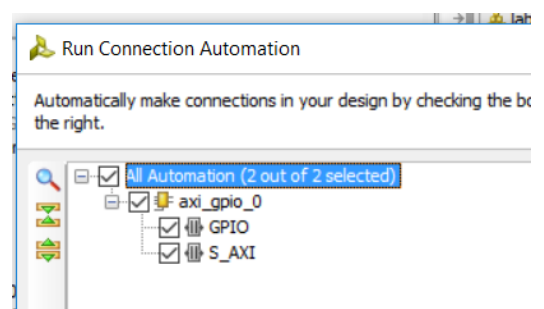 lab
Run Connection Automation
Automatically make connections in your design by checking the bo
the right.
All Automation (2 out of 2 selected)
axi_gpio_0
GPIO
S_AXI